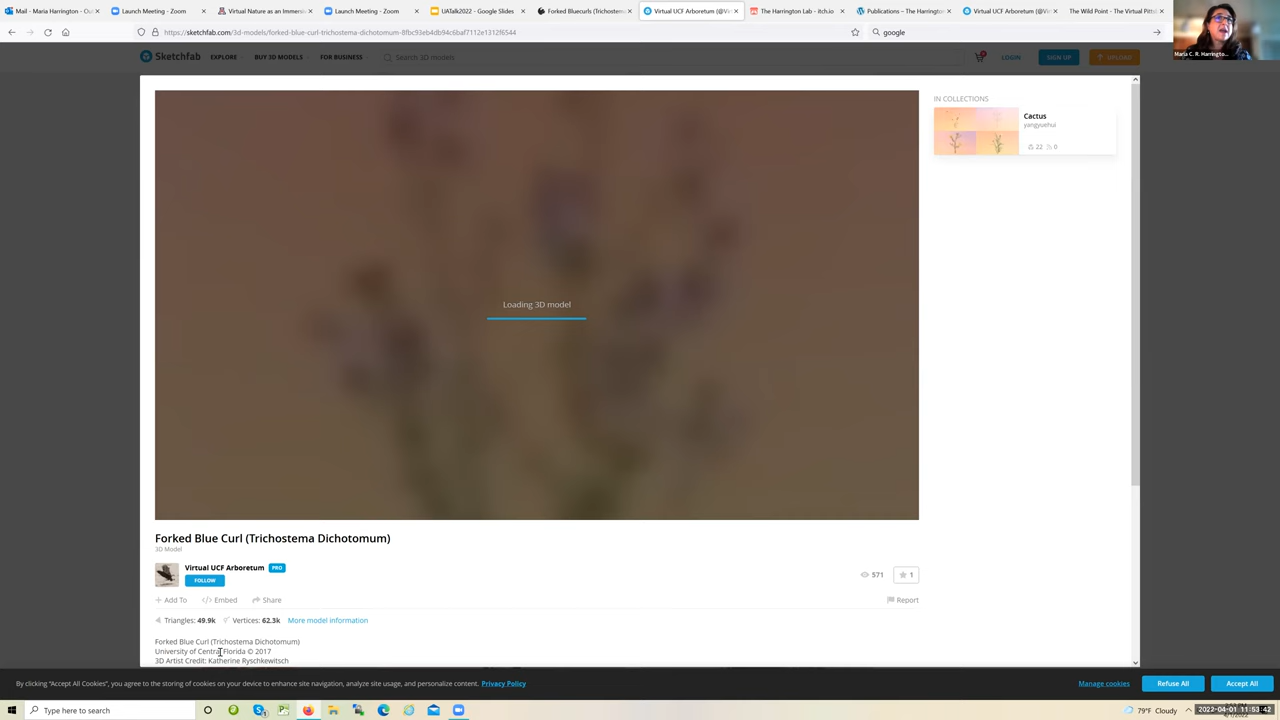 Mail - Maria Harrington - Ou
Launch Meeting - Zoom
Virtual Nature as an Immersi
Launch Meeting - Zoom
UATalk2022 - Google Slides
Forked Bluecurls (Trichostem
Virtual UCF Arboretum (@Vi
The Harrington Lab - itch.io
Publications – The Harringto
Virtual UCF Arboretum (@Vi
The Wild Point - The Virtual Pitts
https://sketchfab.com/3d-models/forked-blue-curl-trichostema-dichotomum-8fbc93eb4db94c6baf7112e1312f6544
google
Maria C. R. Harringto...
Sketchfab
EXPLORE
BUY 3D MODELS
FOR BUSINESS
Search 3D models
LOGIN
SIGN UP
UPLOAD
IN COLLECTIONS
Cactus
yangyuehui
22 0
Loading 3D model
Forked Blue Curl (Trichostema Dichotomum)
3D Model
Virtual UCF Arboretum PRO
FOLLOW
571
1
Add To
Embed
Share
Report
Triangles: 49.9k
Vertices: 62.3k
More model information
Forked Blue Curl (Trichostema Dichotomum)
University of Central Florida © 2017
3D Artist Credit: Katherine Ryschkewitsch
By clicking “Accept All Cookies”, you agree to the storing of cookies on your device to enhance site navigation, analyze site usage, and personalize content. Privacy Policy
Manage cookies
Refuse All
Accept All
Type here to search
79°F Cloudy
2022-04-01 11:53:42